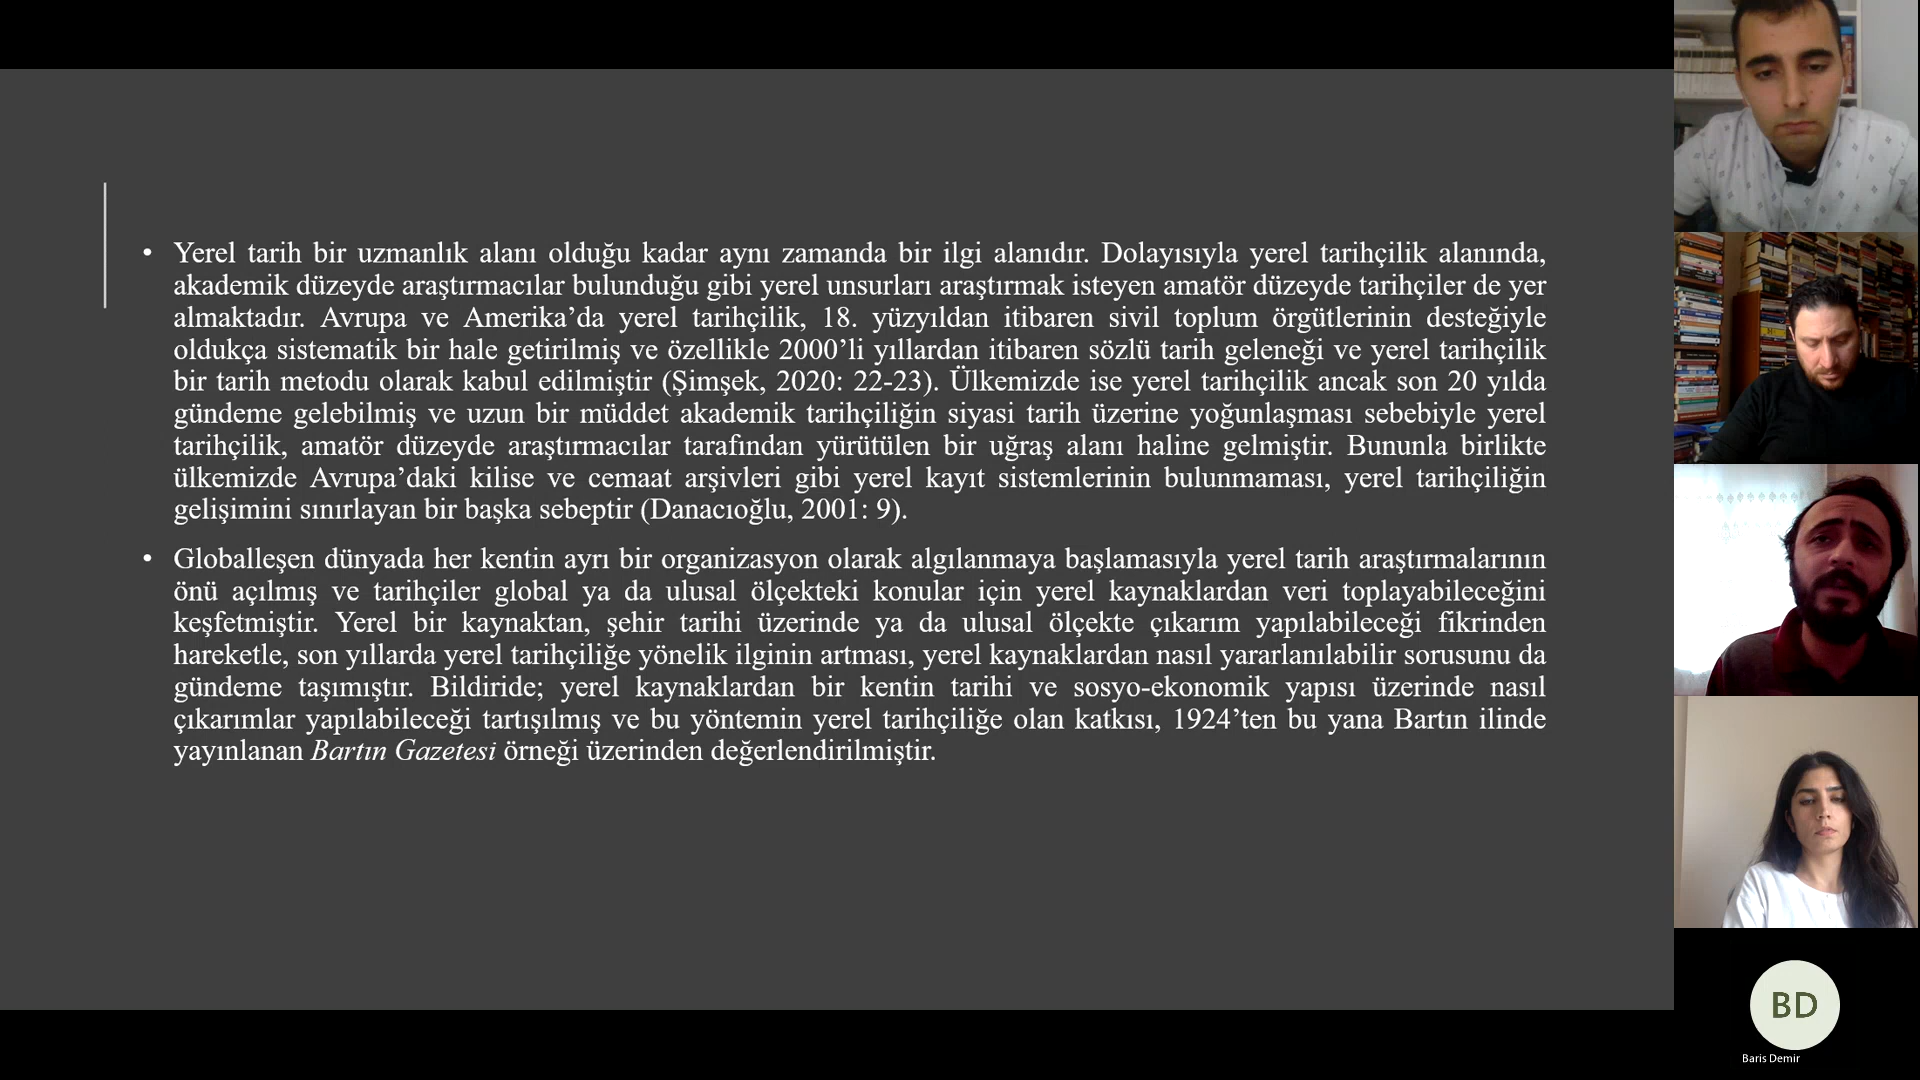 • Yerel tarih bir uzmanlık alanı olduğu kadar aynı zamanda bir ilgi alanıdır. Dolayısıyla yerel tarihçilik alanında,
akademik düzeyde araştırmacılar bulunduğu gibi yerel unsurları araştırmak isteyen amatör düzeyde tarihçiler de yer
almaktadır. Avrupa ve Amerika’da yerel tarihçilik, 18. yüzyıldan itibaren sivil toplum örgütlerinin desteğiyle
oldukça sistematik bir hale getirilmiş ve özellikle 2000’li yıllardan itibaren sözlü tarih geleneği ve yerel tarihçilik
bir tarih metodu olarak kabul edilmiştir (Şimşek, 2020: 22-23). Ülkemizde ise yerel tarihçilik ancak son 20 yılda
gündeme gelebilmiş ve uzun bir müddet akademik tarihçiliğin siyasi tarih üzerine yoğunlaşması sebebiyle yerel
tarihçilik, amatör düzeyde araştırmacılar tarafından yürütülen bir uğraş alanı haline gelmiştir. Bununla birlikte
ülkemizde Avrupa’daki kilise ve cemaat arşivleri gibi yerel kayıt sistemlerinin bulunmaması, yerel tarihçiliğin
gelişimini sınırlayan bir başka sebeptir (Danacıoğlu, 2001: 9).
• Globalleşen dünyada her kentin ayrı bir organizasyon olarak algılanmaya başlamasıyla yerel tarih araştırmalarının
önü açılmış ve tarihçiler global ya da ulusal ölçekteki konular için yerel kaynaklardan veri toplayabileceğini
keşfetmiştir. Yerel bir kaynaktan, şehir tarihi üzerinde ya da ulusal ölçekte çıkarım yapılabileceği fikrinden
hareketle, son yıllarda yerel tarihçiliğe yönelik ilginin artması, yerel kaynaklardan nasıl yararlanılabilir sorusunu da
gündeme taşımıştır. Bildiride; yerel kaynaklardan bir kentin tarihi ve sosyo-ekonomik yapısı üzerinde nasıl
çıkarımlar yapılabileceği tartışılmış ve bu yöntemin yerel tarihçiliğe olan katkısı, 1924’ten bu yana Bartın ilinde
yayınlanan Bartın Gazetesi örneği üzerinden değerlendirilmiştir.
BD
Baris Demir